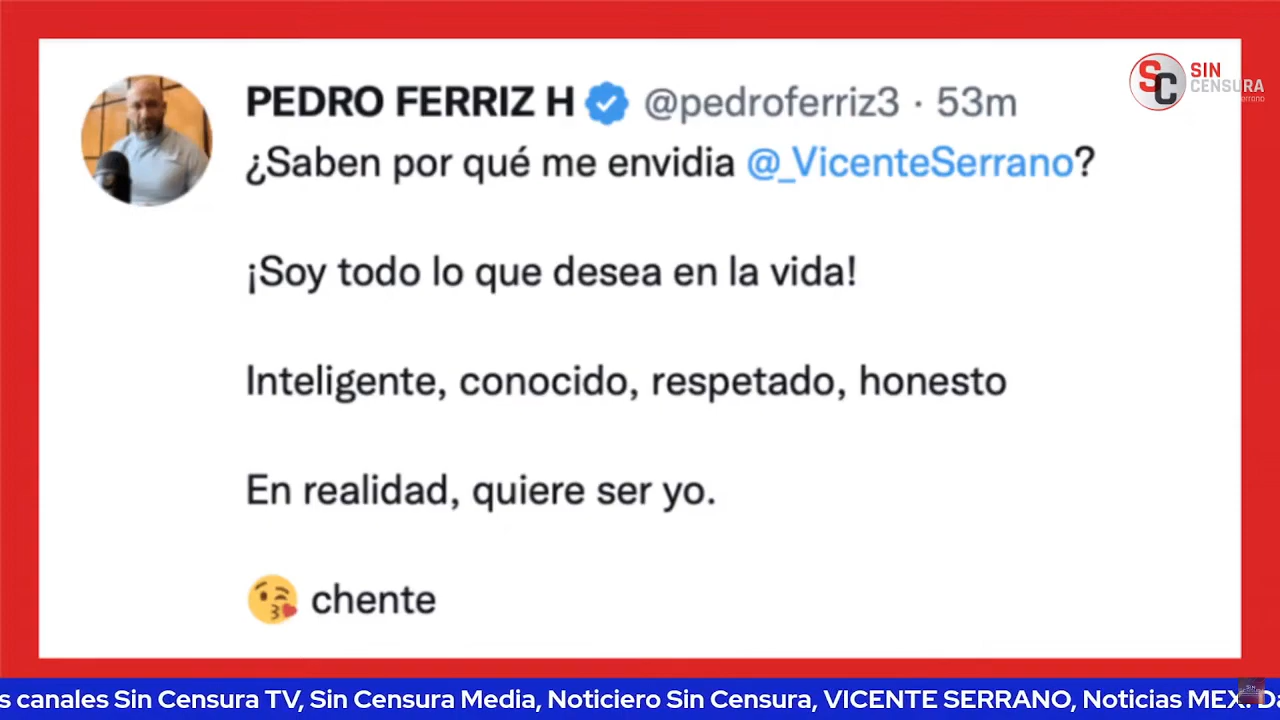 PEDRO FERRIZ H @pedroferriz3 · 53m
¿Saben por qué me envidia @_VicenteSerrano?
¡Soy todo lo que desea en la vida!
Inteligente, conocido, respetado, honesto
En realidad, quiere ser yo.
😘 chente
SC SIN
CENSURA
s canales Sin Censura TV, Sin Censura Media, Noticiero Sin Censura, VICENTE SERRANO, Noticias MEX